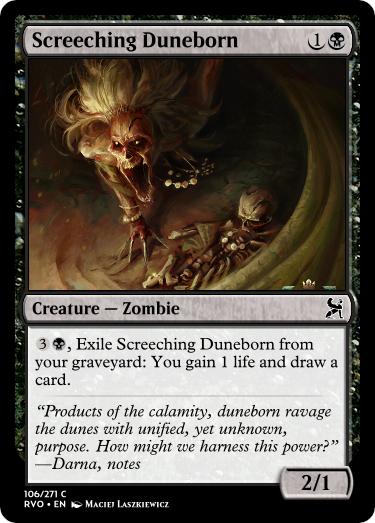 Screeching Duneborn 1
Creature — Zombie
3 , Exile Screeching Duneborn from
your graveyard: You gain 1 life and draw a
card.
“Products of the calamity, duneborn ravage
the dunes with unified, yet unknown,
purpose. How might we harness this power?”
—Darna, notes
2/1
106/271 C
RVO • EN Maciej Laszkiewicz